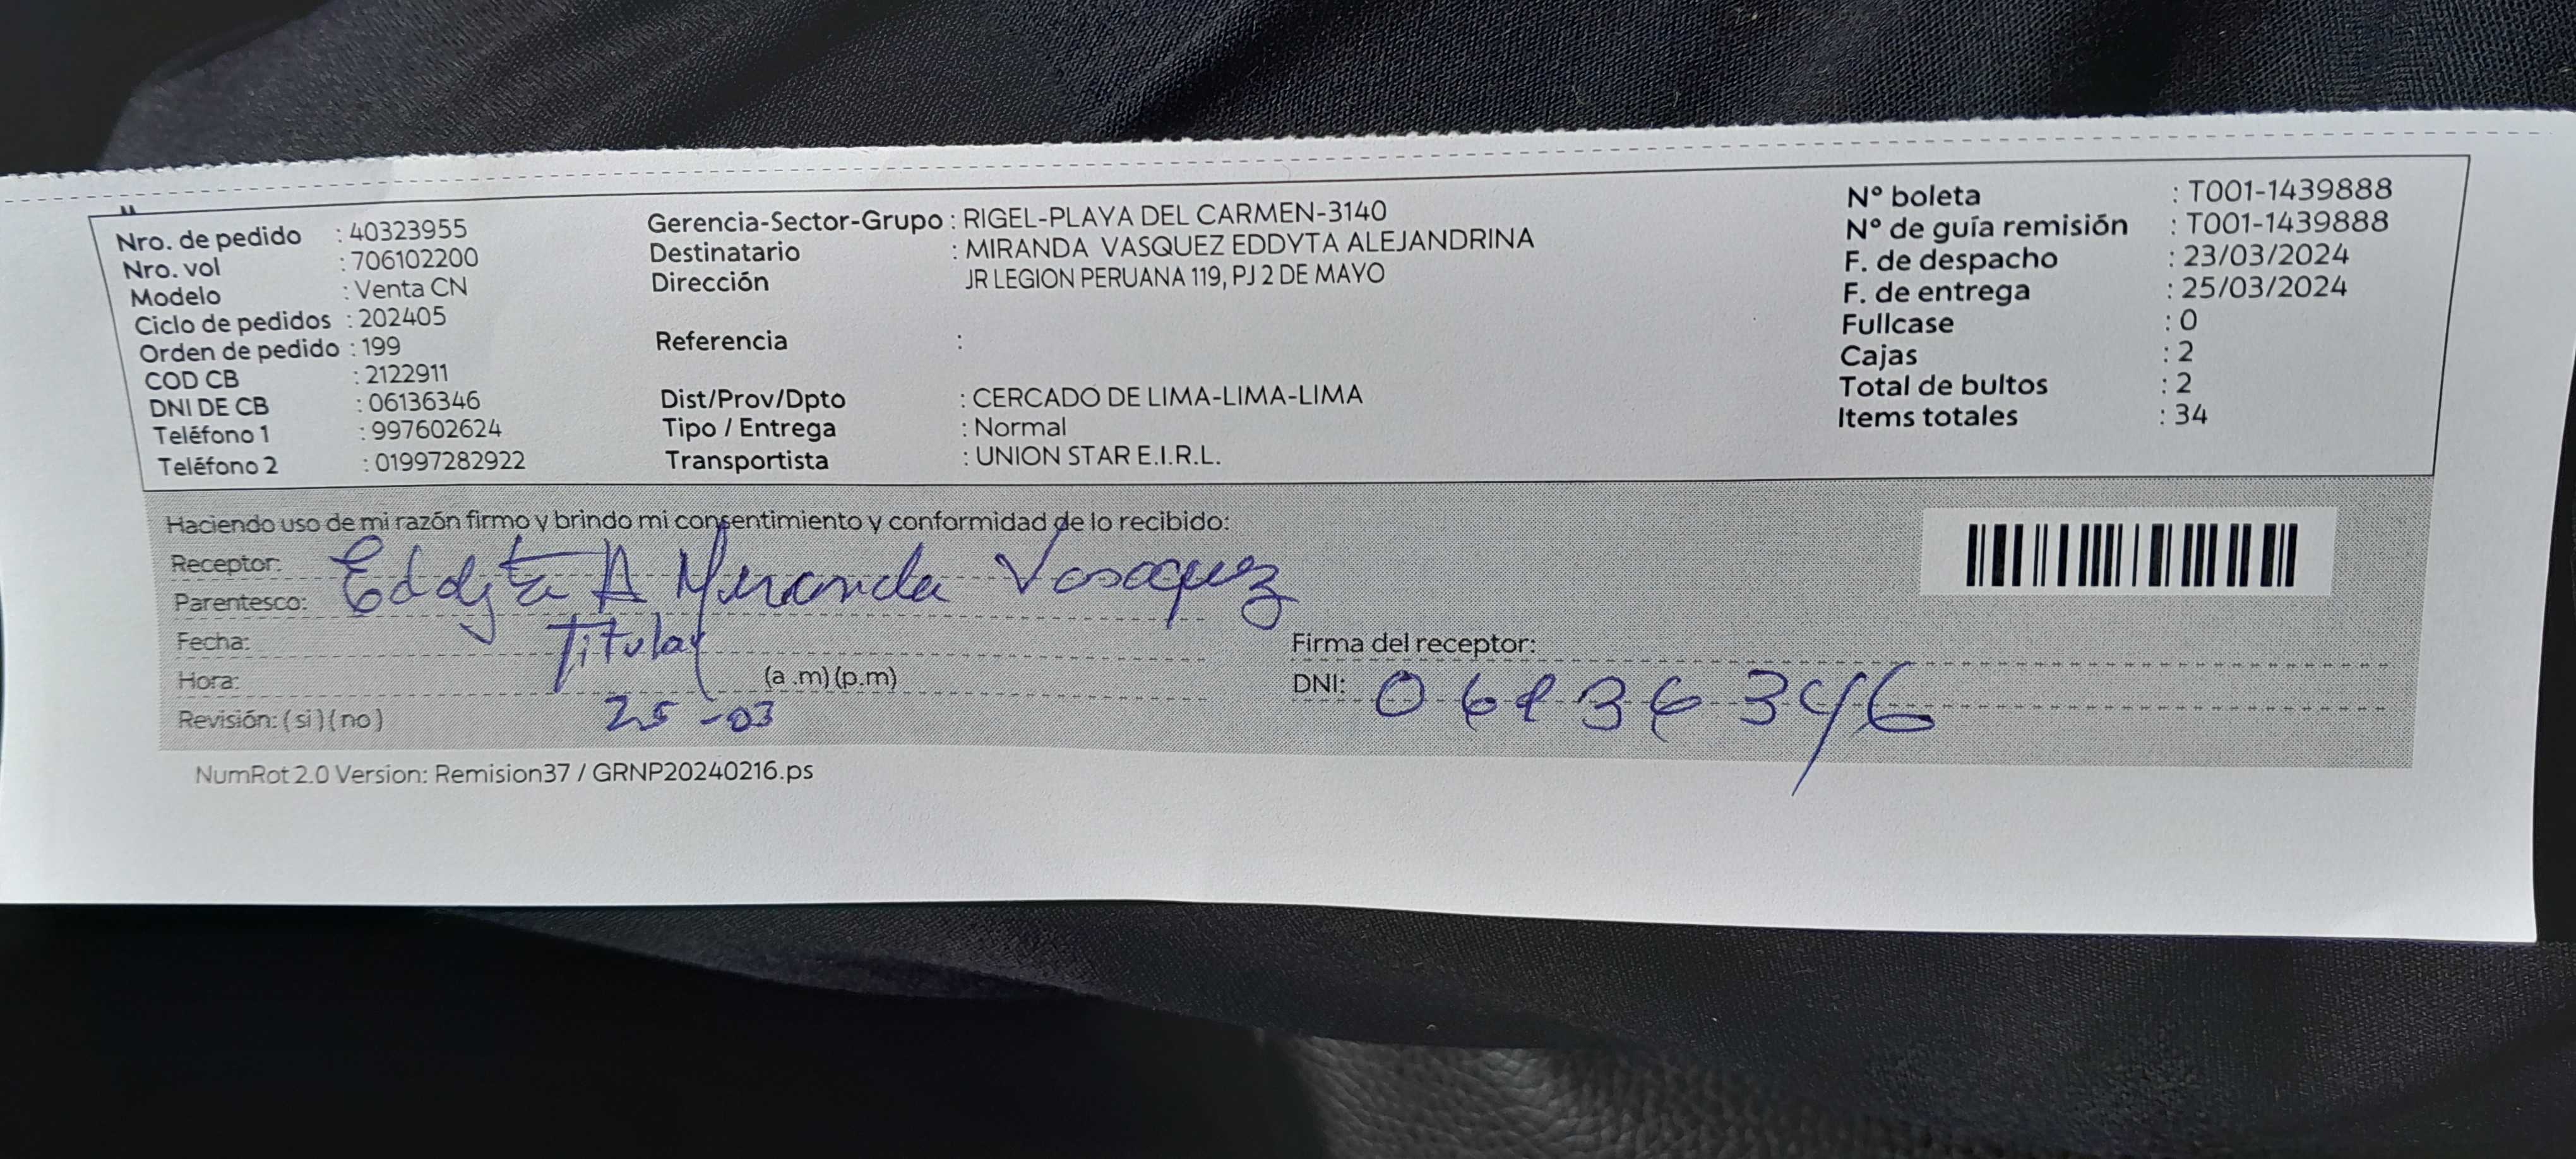 Nro. de pedido : 40323955
Nro. vol : 706102200
Modelo : Venta CN
Ciclo de pedidos : 202405
Orden de pedido : 199
COD CB : 2122911
DNI DE CB : 06136346
Teléfono 1 : 997602624
Teléfono 2 : 01997282922
Gerencia-Sector-Grupo : RIGEL-PLAYA DEL CARMEN-3140
Destinatario : MIRANDA VASQUEZ EDDYTA ALEJANDRINA
Dirección JR LEGION PERUANA 119, PJ 2 DE MAYO
Referencia :
Dist/Prov/Dpto : CERCADO DE LIMA-LIMA-LIMA
Tipo / Entrega : Normal
Transportista : UNION STAR E.I.R.L.
Nº boleta : T001-1439888
Nº de guía remisión : T001-1439888
F. de despacho : 23/03/2024
F. de entrega : 25/03/2024
Fullcase : 0
Cajas : 2
Total de bultos : 2
Items totales : 34
Haciendo uso de mi razón firmo y brindo mi consentimiento y conformidad de lo recibido:
Receptor: Eddyta A Miranda Vasquez
Parentesco: Titular
Fecha: 25-03
Hora: (a .m) (p.m)
Revisión: ( si ) ( no )
Firma del receptor:
DNI: 06136346
NumRot 2.0 Version: Remision37 / GRNP20240216.ps